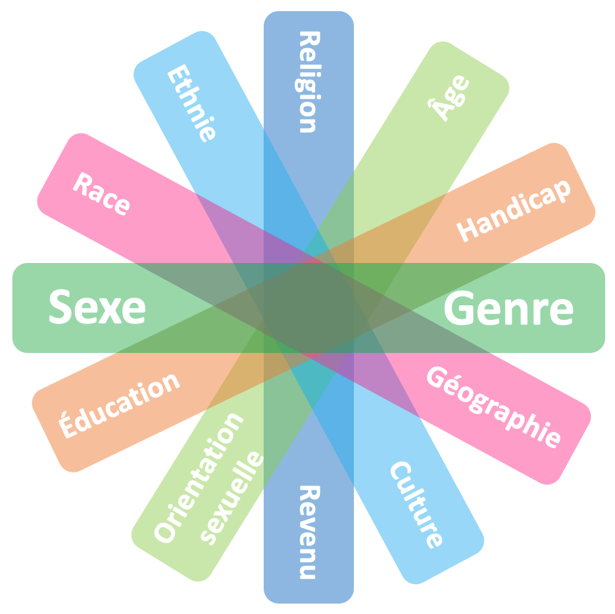 Religion
Âge
Ethnie
Handicap
Race
Sexe
Genre
Éducation
Géographie
Orientation
sexuelle
Culture
Revenu